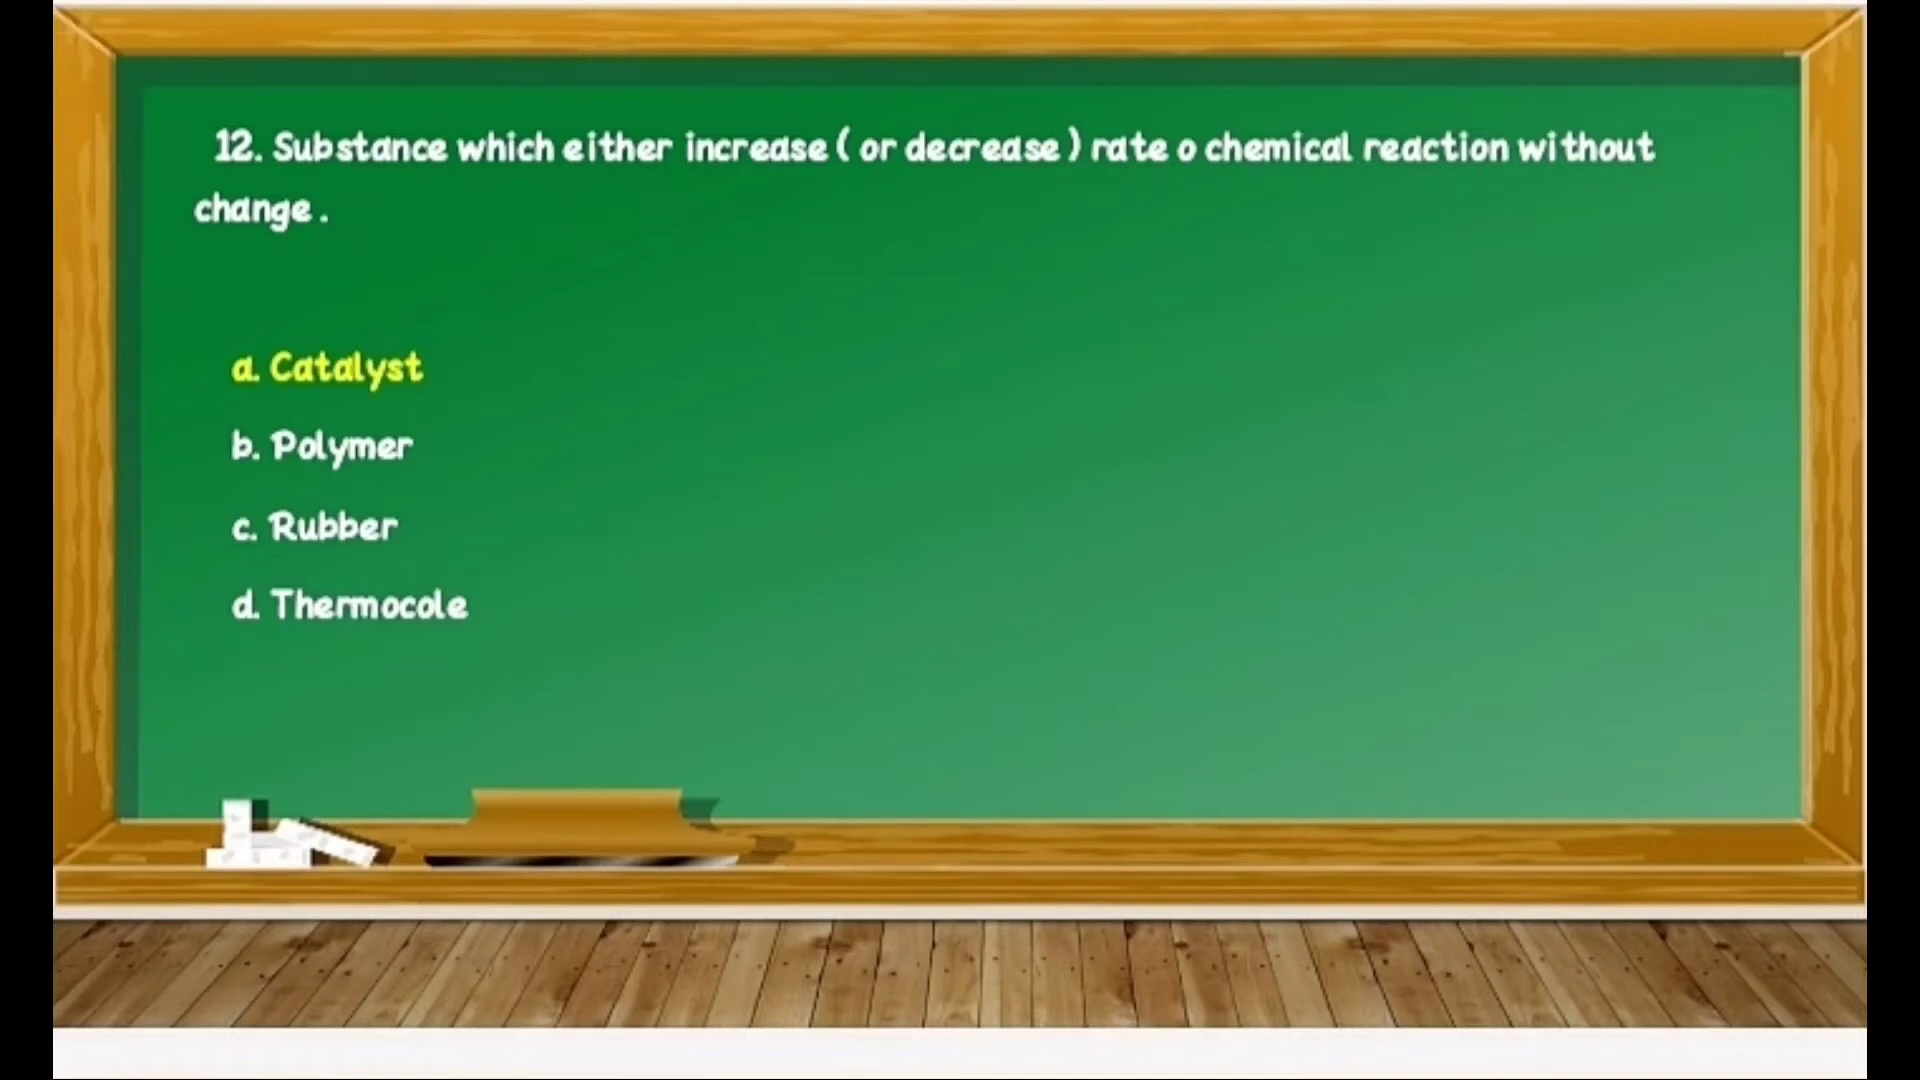 12. Substance which either increase ( or decrease ) rate o chemical reaction without
change .
a. Catalyst
b. Polymer
c. Rubber
d. Thermocole